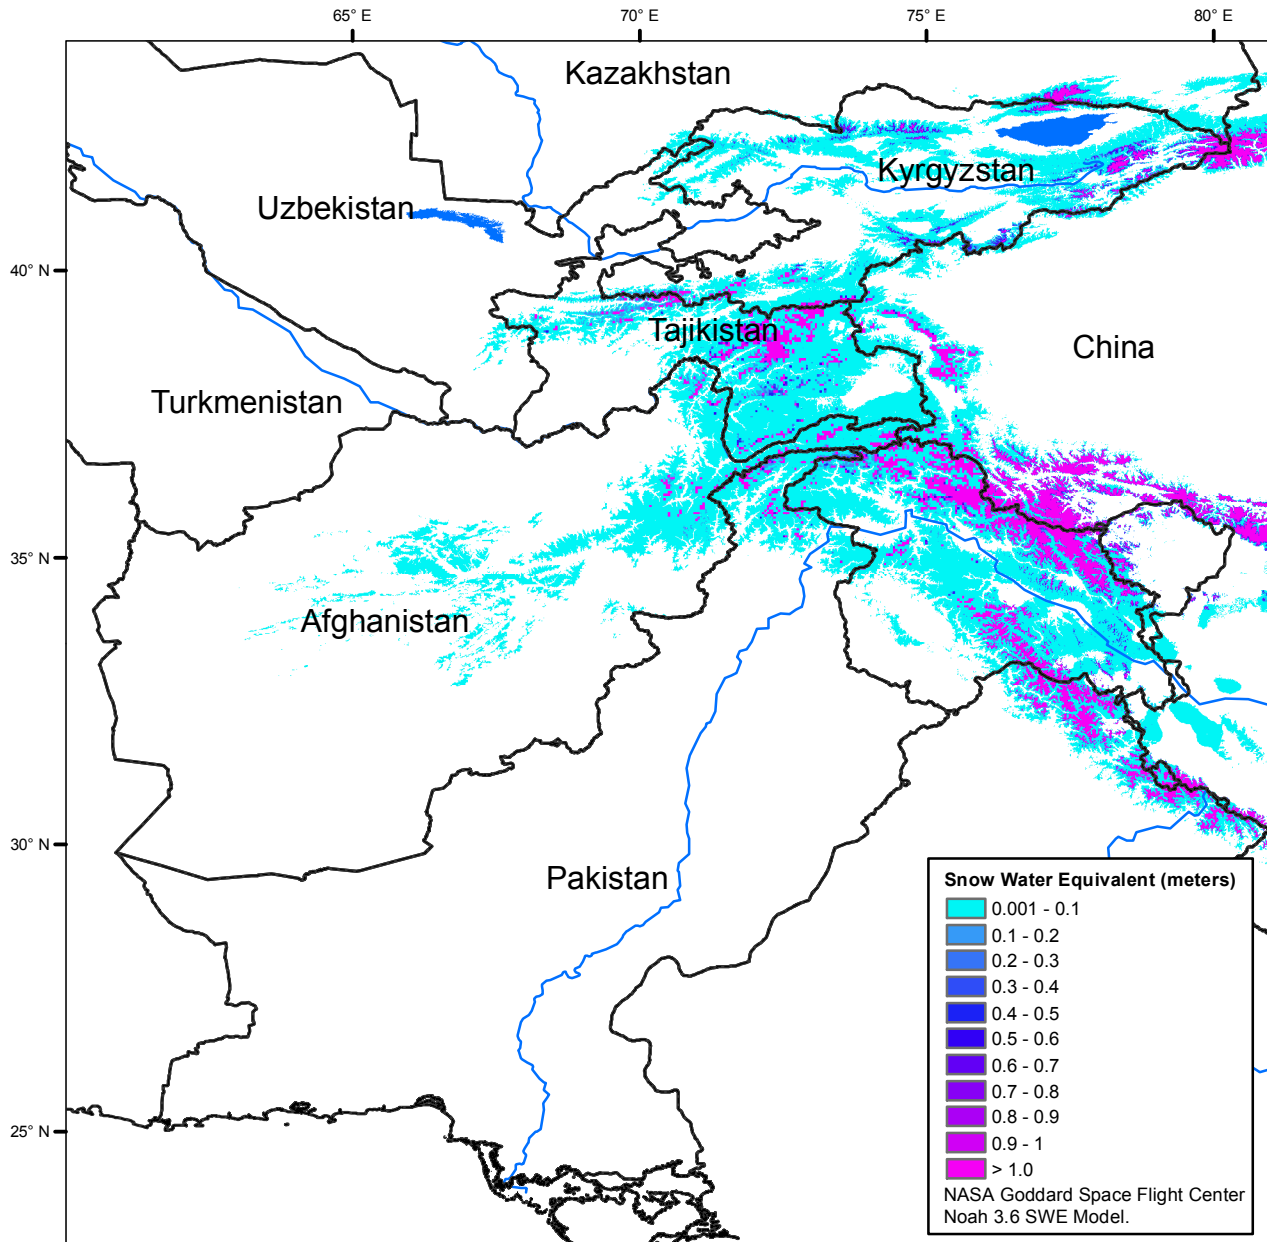 65° E
70° E
75° E
80° E
Kazakhstan
Kyrgyzstan
Uzbekistan
40° N
Tajikistan
China
Turkmenistan
35° N
Afghanistan
30° N
Pakistan
25° N
Snow Water Equivalent (meters)
0.001 - 0.1
0.1 - 0.2
0.2 - 0.3
0.3 - 0.4
0.4 - 0.5
0.5 - 0.6
0.6 - 0.7
0.7 - 0.8
0.8 - 0.9
0.9 - 1
> 1.0
NASA Goddard Space Flight Center
Noah 3.6 SWE Model.